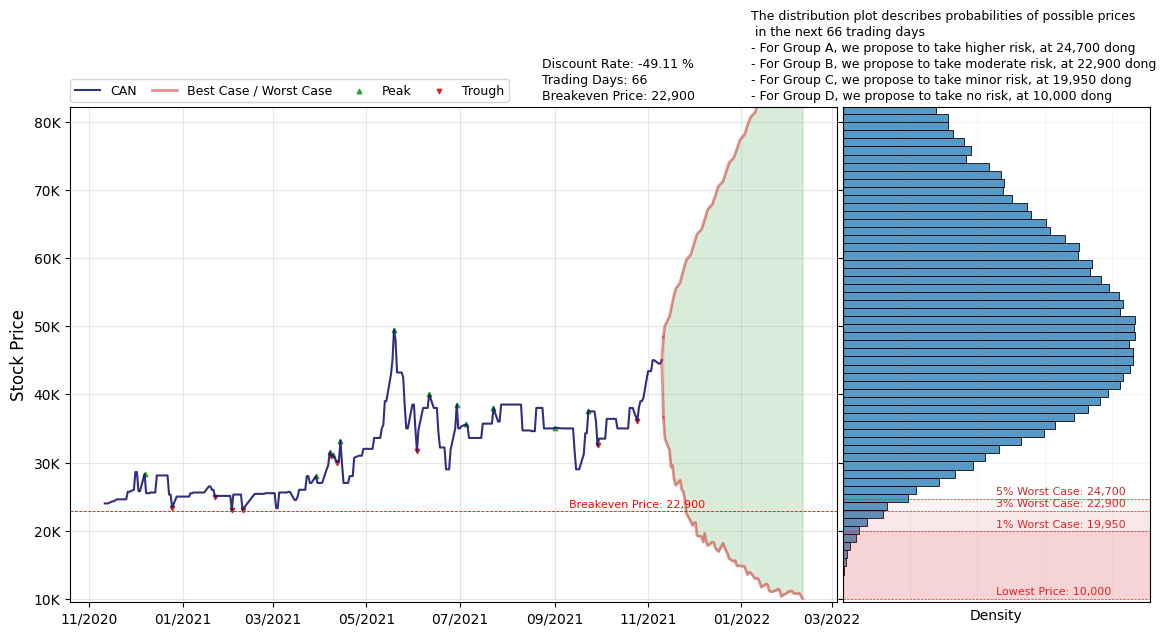 The distribution plot describes probabilities of possible prices
in the next 66 trading days
- For Group A, we propose to take higher risk, at 24,700 dong
- For Group B, we propose to take moderate risk, at 22,900 dong
- For Group C, we propose to take minor risk, at 19,950 dong
- For Group D, we propose to take no risk, at 10,000 dong
Discount Rate: -49.11 %
Trading Days: 66
Breakeven Price: 22,900
CAN
Best Case / Worst Case
Peak
Trough
Stock Price
80K
70K
60K
50K
40K
30K
20K
10K
Breakeven Price: 22,900
11/2020
01/2021
03/2021
05/2021
07/2021
09/2021
11/2021
01/2022
03/2022
5% Worst Case: 24,700
3% Worst Case: 22,900
1% Worst Case: 19,950
Lowest Price: 10,000
Density